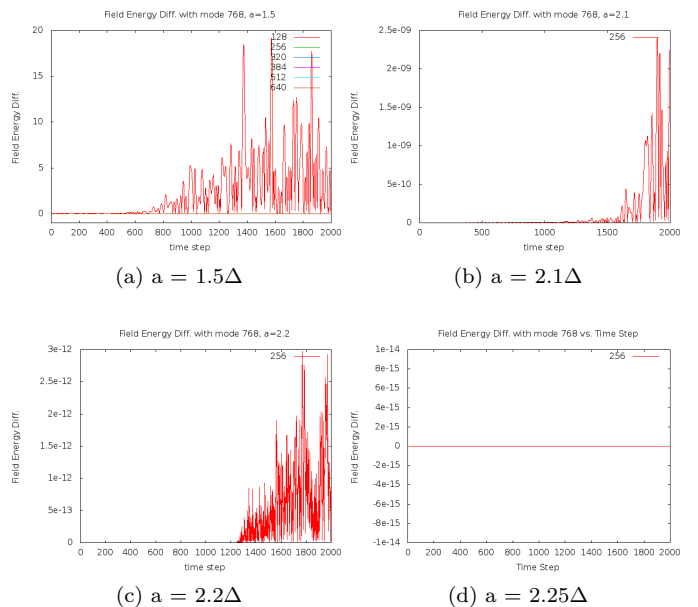 Field Energy Diff. with mode 768, a=1.5
20
15
10
5
0
Field Energy Diff.
128
256
320
384
512
640
0 200 400 600 800 1000 1200 1400 1600 1800 2000
time step
(a) a = 1.5Δ
Field Energy Diff. with mode 768, a=2.1
2.5e-09
2e-09
1.5e-09
1e-09
5e-10
0
Field Energy Diff.
256
0 500 1000 1500 2000
time step
(b) a = 2.1Δ
Field Energy Diff. with mode 768, a=2.2
3e-12
2.5e-12
2e-12
1.5e-12
1e-12
5e-13
0
Field Energy Diff.
256
0 200 400 600 800 1000 1200 1400 1600 1800 2000
time step
(c) a = 2.2Δ
Field Energy Diff. with mode 768 vs. Time Step
1e-14
8e-15
6e-15
4e-15
2e-15
0
-2e-15
-4e-15
-6e-15
-8e-15
-1e-14
Field Energy Diff.
256
0 200 400 600 800 1000 1200 1400 1600 1800 2000
Time Step
(d) a = 2.25Δ